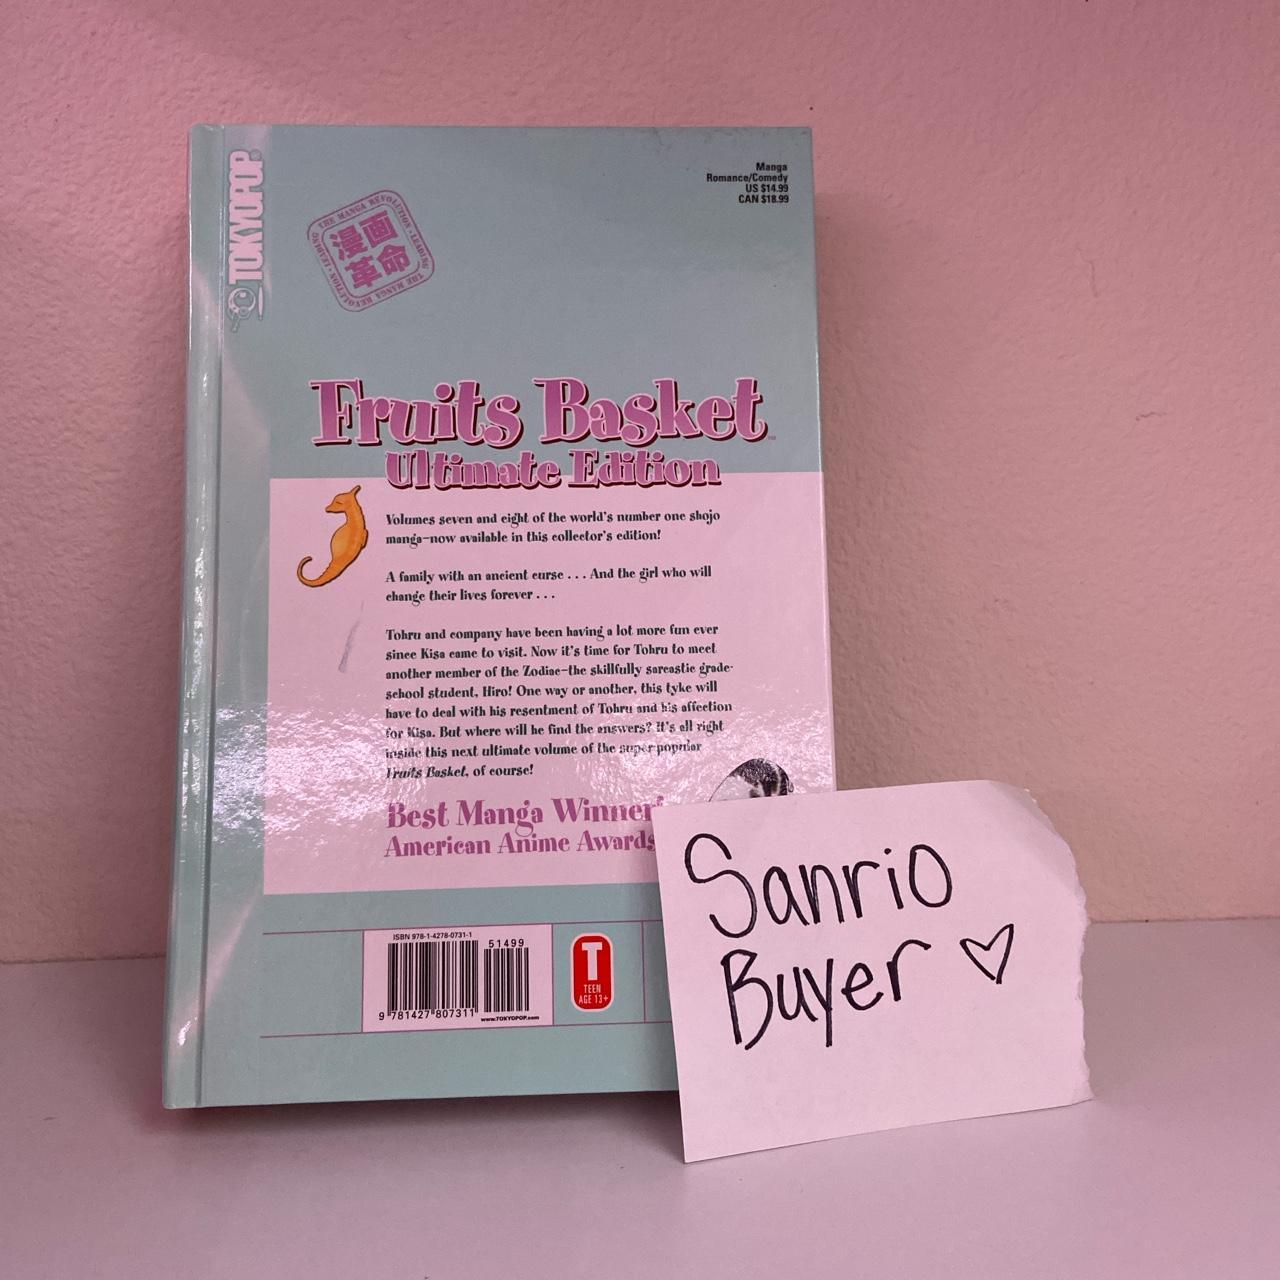 TOKYOPOP
THE MANGA REVOLUTION · LEADING THE MANGA REVOLUTION · LEADING
漫画
革命
Manga
Romance/Comedy
US $14.99
CAN $18.99
Fruits Basket
Ultimate Edition
Volumes seven and eight of the world's number one shojo
manga—now available in this collector's edition!
A family with an ancient curse . . . And the girl who will
change their lives forever . . .
Tohru and company have been having a lot more fun ever
since Kisa came to visit. Now it's time for Tohru to meet
another member of the Zodiac—the skillfully sarcastic grade-
school student, Hiro! One way or another, this tyke will
have to deal with his resentment of Tohru and his affection
for Kisa. But where will he find the answers? It's all right
inside this next ultimate volume of the super-popular
Fruits Basket, of course!
Best Manga Winner!
American Anime Awards
ISBN 978-1-4278-0731-1
51499
9 781427 807311
www.TOKYOPOP.com
T
TEEN
AGE 13+
Sanrio
Buyer ♡